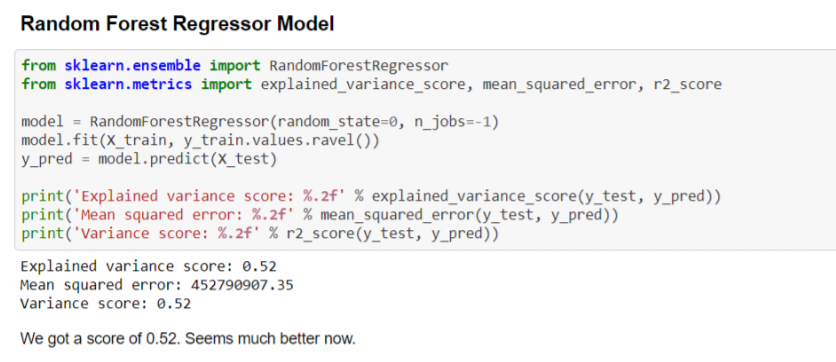 Random Forest Regressor Model
from sklearn.ensemble import RandomForestRegressor
from sklearn.metrics import explained_variance_score, mean_squared_error, r2_score
model = RandomForestRegressor(random_state=0, n_jobs=-1)
model.fit(X_train, y_train.values.ravel())
y_pred = model.predict(X_test)
print('Explained variance score: %.2f' % explained_variance_score(y_test, y_pred))
print('Mean squared error: %.2f' % mean_squared_error(y_test, y_pred))
print('Variance score: %.2f' % r2_score(y_test, y_pred))
Explained variance score: 0.52
Mean squared error: 452790907.35
Variance score: 0.52
We got a score of 0.52. Seems much better now.